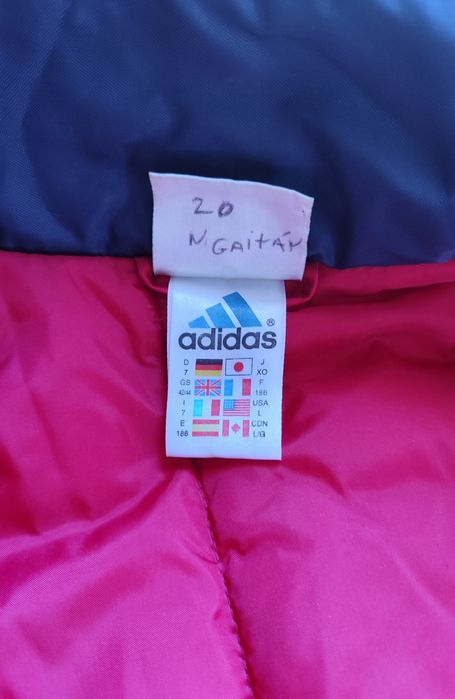 20
N GAITÁN
adidas®
D J
7 XO
GB F
42/44 186
I USA
7 L
E CDN
186 L/G